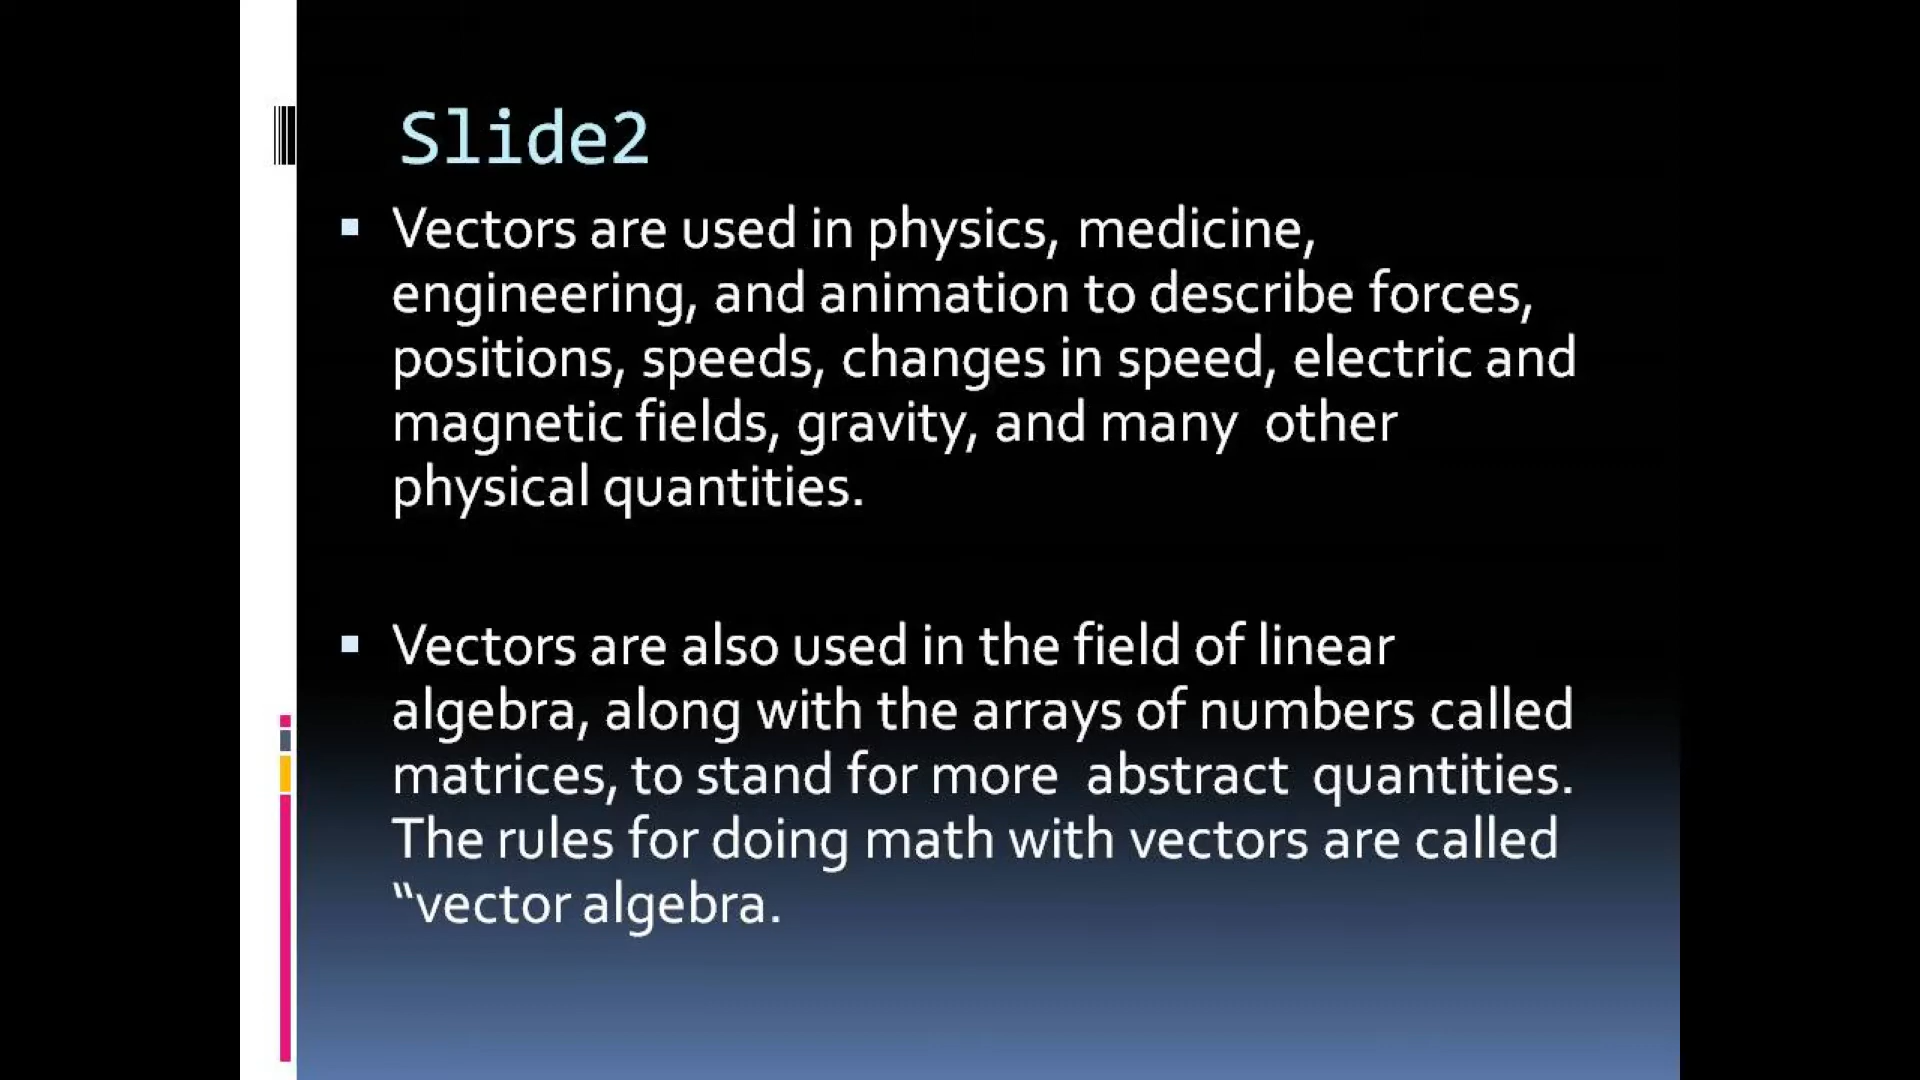 Slide2
Vectors are used in physics, medicine,
engineering, and animation to describe forces,
positions, speeds, changes in speed, electric and
magnetic fields, gravity, and many  other
physical quantities.
Vectors are also used in the field of linear
algebra, along with the arrays of numbers called
matrices, to stand for more  abstract  quantities.
The rules for doing math with vectors are called
“vector algebra.